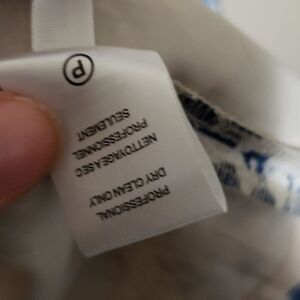 P
PROFESSIONAL
DRY CLEAN ONLY
NETTOYAGE A SEC
PROFESSIONNEL
SEULEMENT